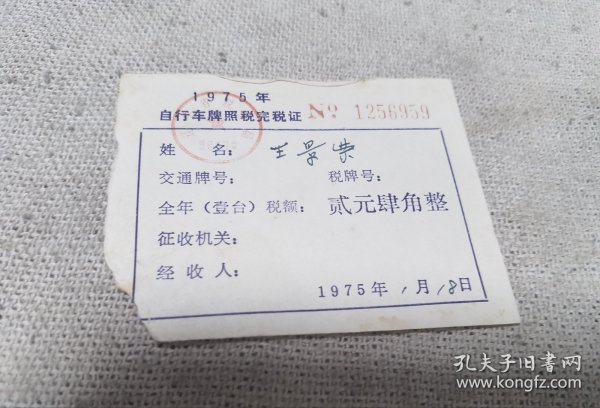 1975年
自行车牌照税完税证 No 1256959
姓 名: 王景荣
交通牌号: 税牌号:
全年(壹台)税额: 贰元肆角整
征收机关:
经收人:
1975年1月18日
孔夫子旧书网
www.kongfz.com